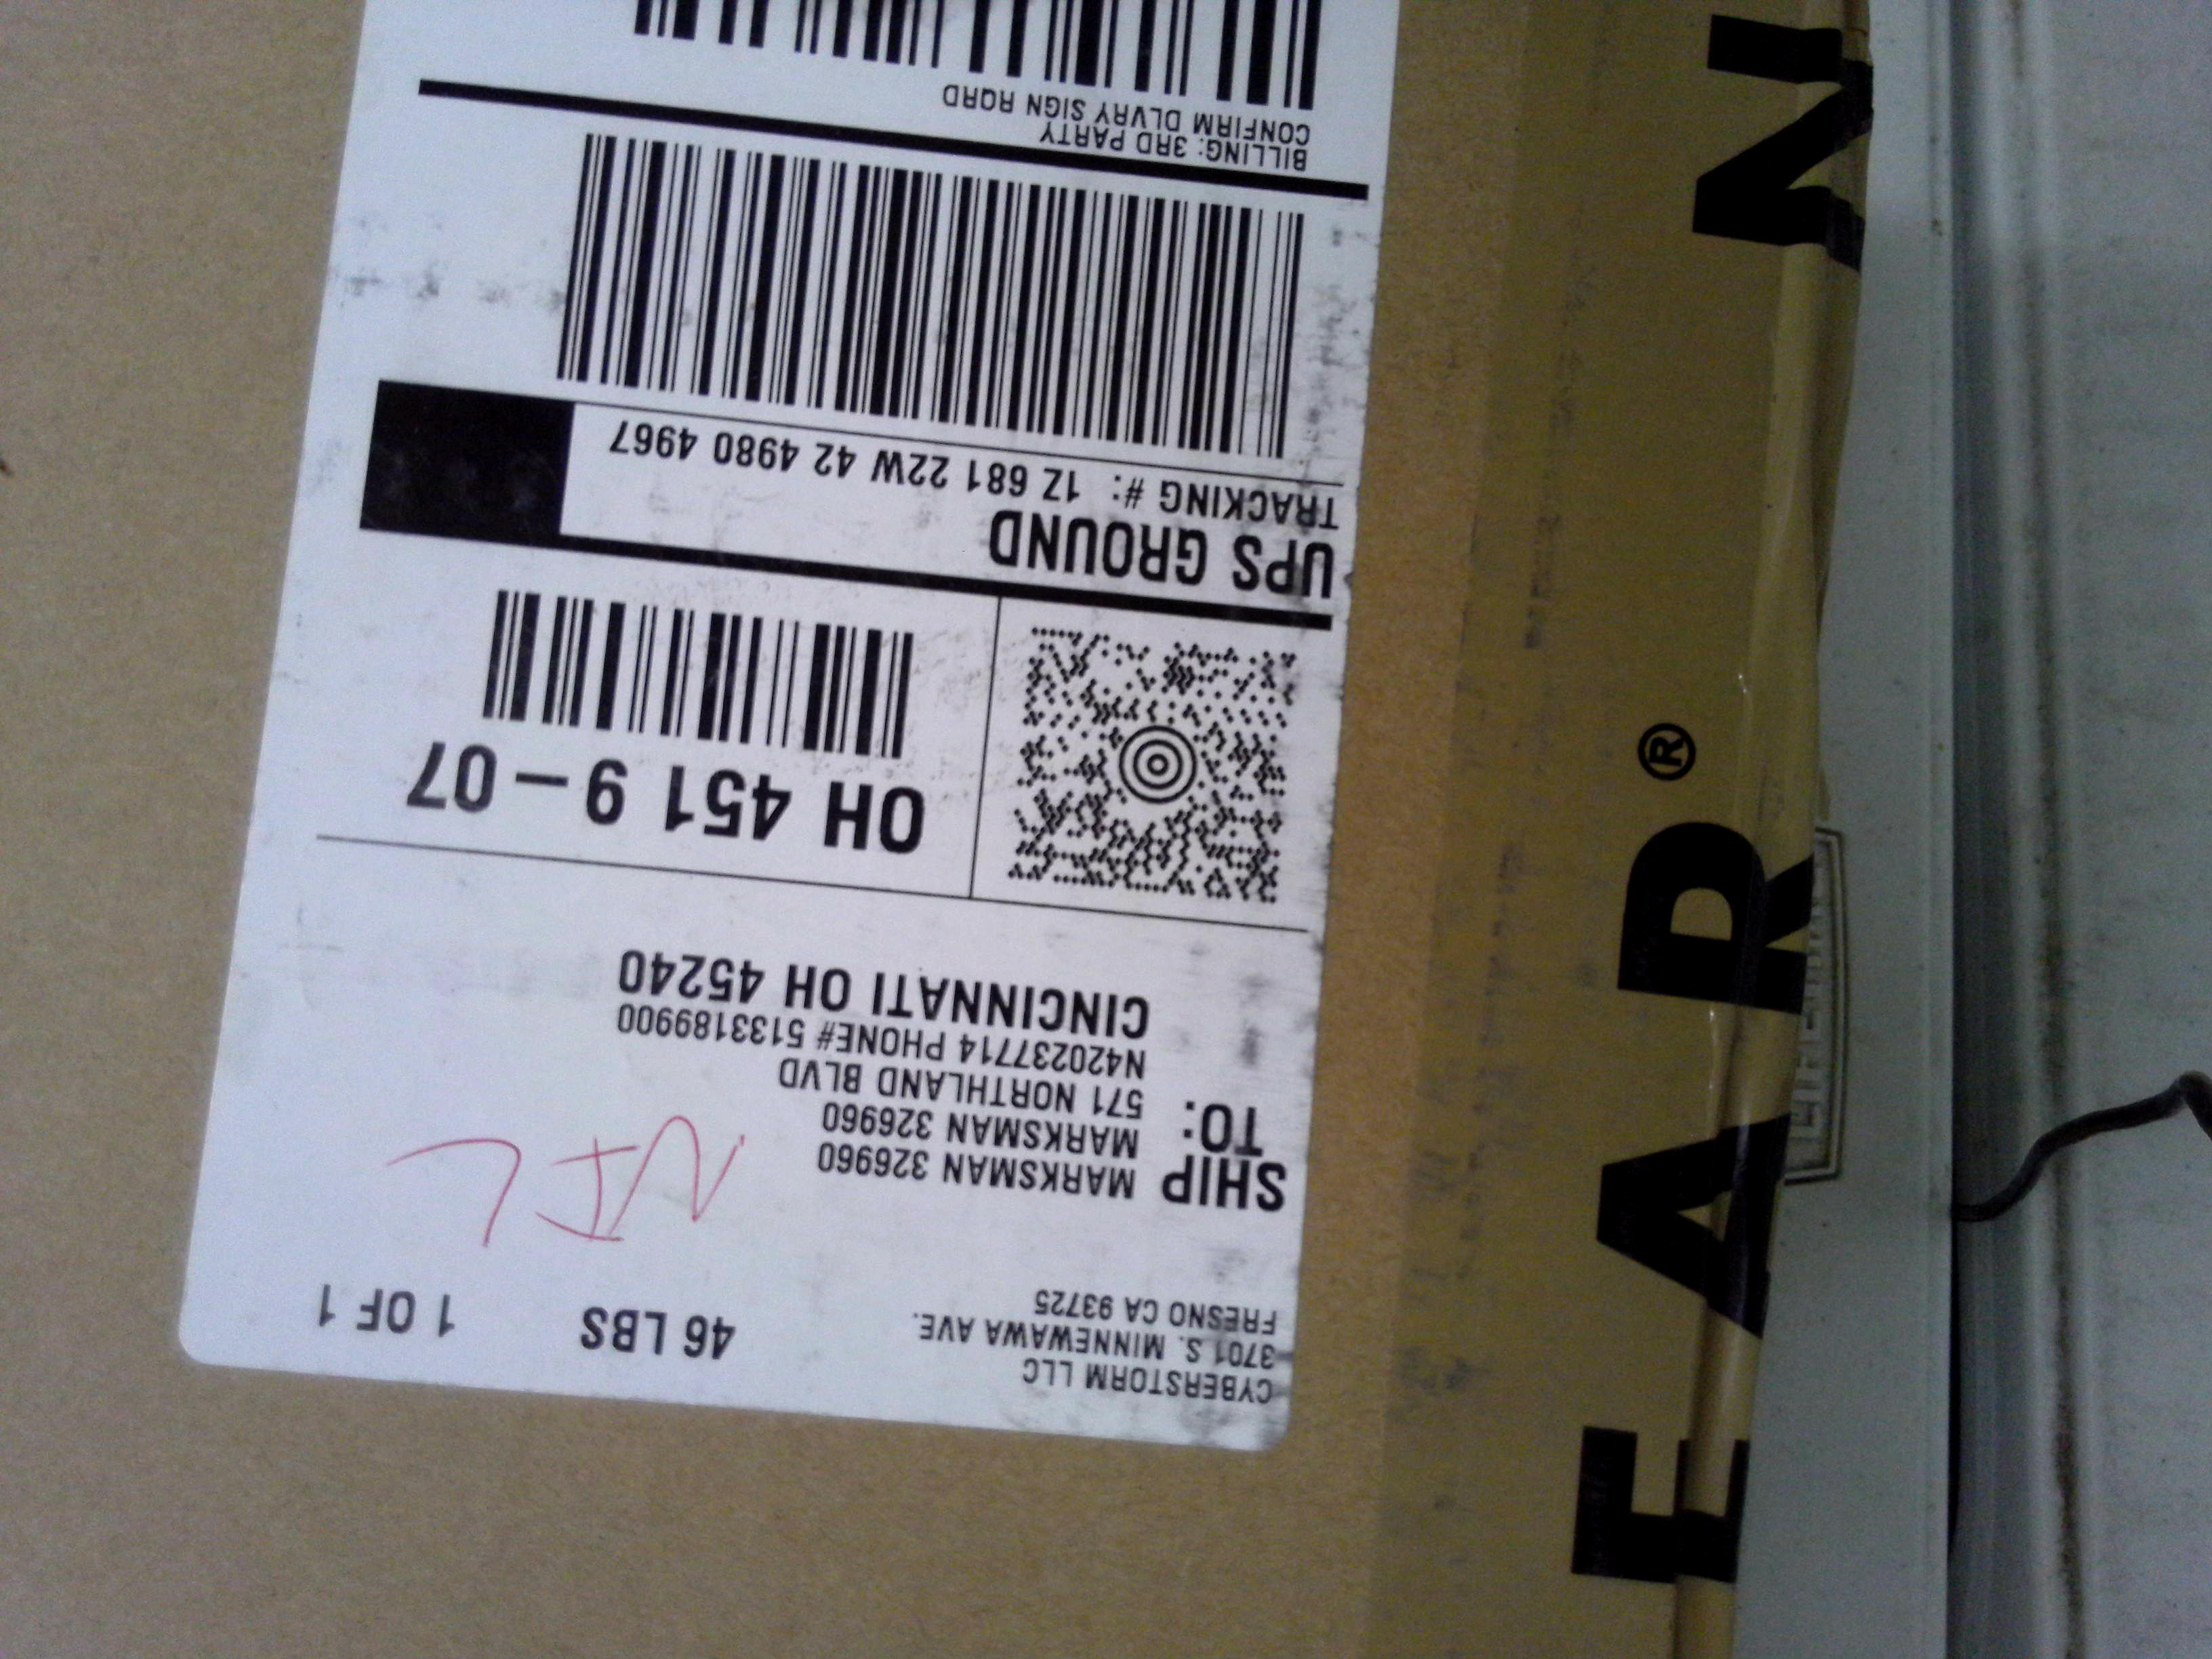 CYBERSTORM LLC
3701 S. MINNEWAWA AVE.
FRESNO CA 93725
46 LBS
1 OF 1
NIL
SHIP
TO:
MARKSMAN 326960
MARKSMAN 326960
571 NORTHLAND BLVD
N420237714 PHONE# 5133189900
CINCINNATI OH 45240
OH 451 9-07
UPS GROUND
TRACKING #: 1Z 681 22W 42 4980 4967
BILLING: 3RD PARTY
CONFIRM DLVRY SIGN RQRD
EAR® N